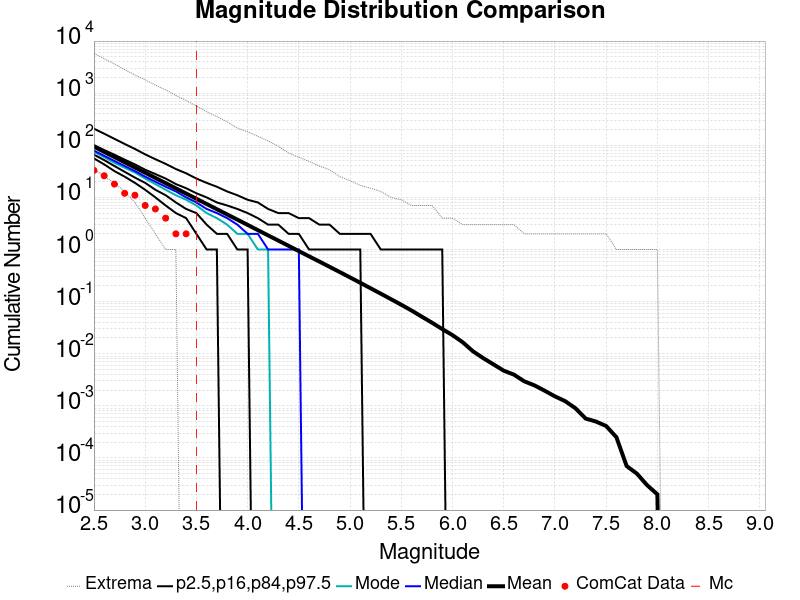 Magnitude Distribution Comparison
10^4
10^3
10^2
10^1
10^0
10^-1
10^-2
10^-3
10^-4
10^-5
Cumulative Number
2.5 3.0 3.5 4.0 4.5 5.0 5.5 6.0 6.5 7.0 7.5 8.0 8.5 9.0
Magnitude
Extrema p2.5,p16,p84,p97.5 Mode Median Mean ComCat Data Mc